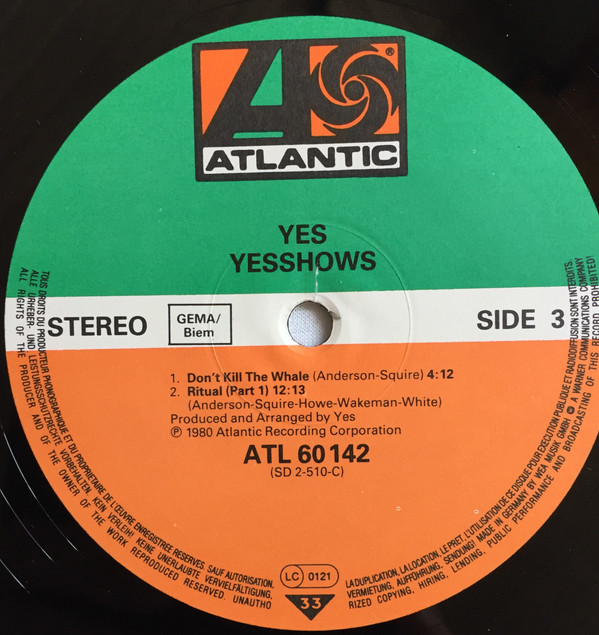 ®
ATLANTIC
YES
YESSHOWS
STEREO
GEMA/
Biem
SIDE 3
1. Don't Kill The Whale (Anderson-Squire) 4:12
2. Ritual (Part 1) 12:13
(Anderson-Squire-Howe-Wakeman-White)
Produced and Arranged by Yes
℗ 1980 Atlantic Recording Corporation
ATL 60 142
(SD 2-510-C)
TOUS DROITS DU PRODUCTEUR PHONOGRAPHIQUE ET DU PROPRIETAIRE DE L'ŒUVRE ENREGISTREE RESERVES SAUF AUTORISATION.
LA DUPLICATION, LA LOCATION, LE PRET, L'UTILISATION DE CE DISQUE POUR EXECUTION PUBLIQUE ET RADIODIFFUSION SONT INTERDITS.
ALLE URHEBER- UND LEISTUNGSSCHUTZRECHTE VORBEHALTEN. KEIN VERLEIH! KEINE UNERLAUBTE VERVIELFÄLTIGUNG,
VERMIETUNG, AUFFÜHRUNG, SENDUNG! MADE IN GERMANY BY WEA MUSIK GMBH A WARNER COMMUNICATIONS COMPANY
ALL RIGHTS OF THE PRODUCER AND OF THE OWNER OF THE WORK REPRODUCED RESERVED. UNAUTHO
RIZED COPYING, HIRING, LENDING, PUBLIC PERFORMANCE AND BROADCASTING OF THIS RECORD PROHIBITED!
LC 0121
33